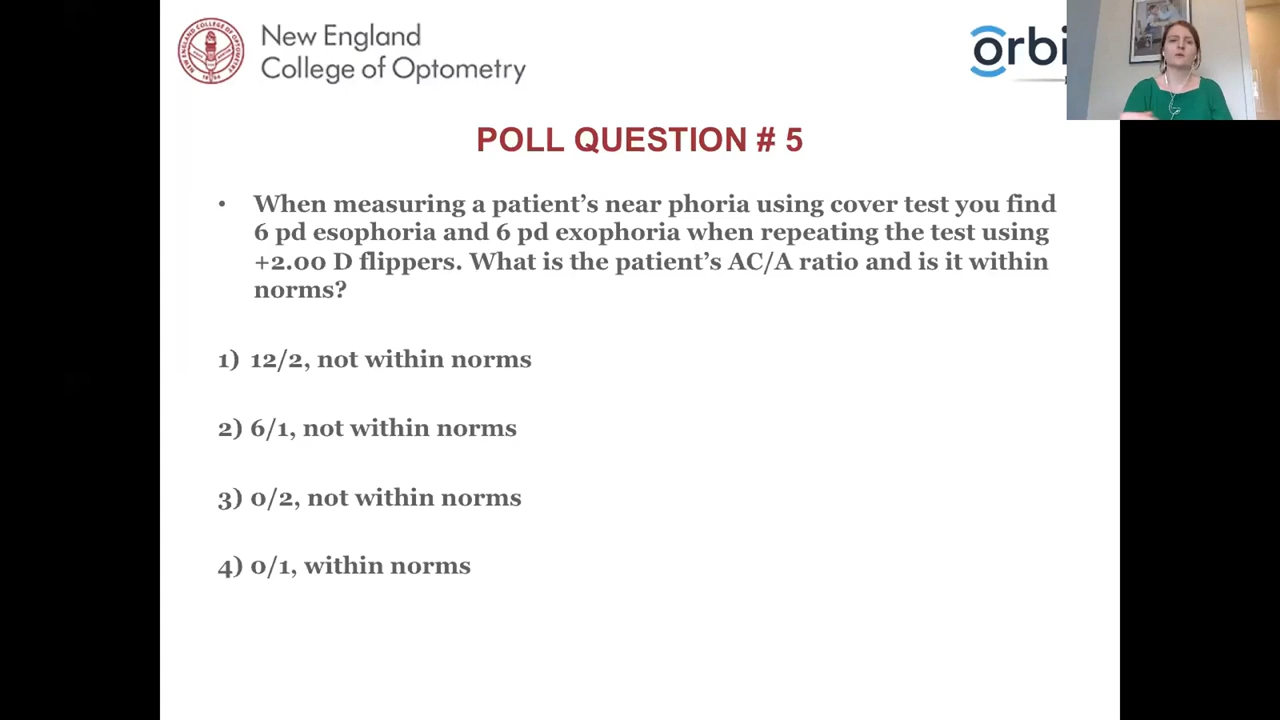 New England
College of Optometry
orbi
POLL QUESTION # 5
• When measuring a patient's near phoria using cover test you find
6 pd esophoria and 6 pd exophoria when repeating the test using
+2.00 D flippers. What is the patient's AC/A ratio and is it within
norms?
1) 12/2, not within norms
2) 6/1, not within norms
3) 0/2, not within norms
4) 0/1, within norms